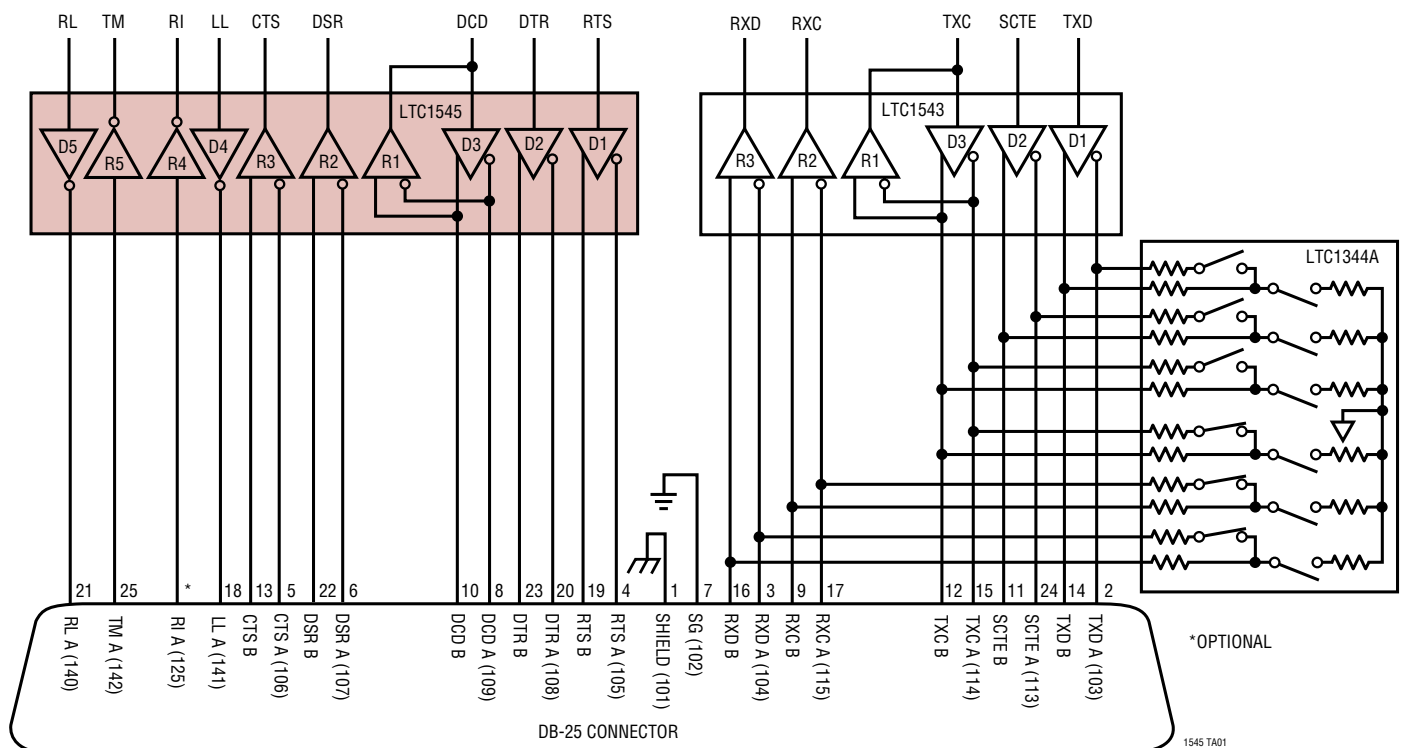 RL TM RI LL CTS DSR DCD DTR RTS RXD RXC TXC SCTE TXD
LTC1545
LTC1543
D5 R5 R4 D4 R3 R2 R1 D3 D2 D1
R3 R2 R1 D3 D2 D1
LTC1344A
21 25 * 18 13 5 22 6 10 8 23 20 19 4 1 7 16 3 9 17 12 15 11 24 14 2
RL A (140)
TM A (142)
RI A (125)
LL A (141)
CTS B
CTS A (106)
DSR B
DSR A (107)
DCD B
DCD A (109)
DTR B
DTR A (108)
RTS B
RTS A (105)
SHIELD (101)
SG (102)
RXD B
RXD A (104)
RXC B
RXC A (115)
TXC B
TXC A (114)
SCTE B
SCTE A (113)
TXD B
TXD A (103)
*OPTIONAL
DB-25 CONNECTOR
1545 TA01